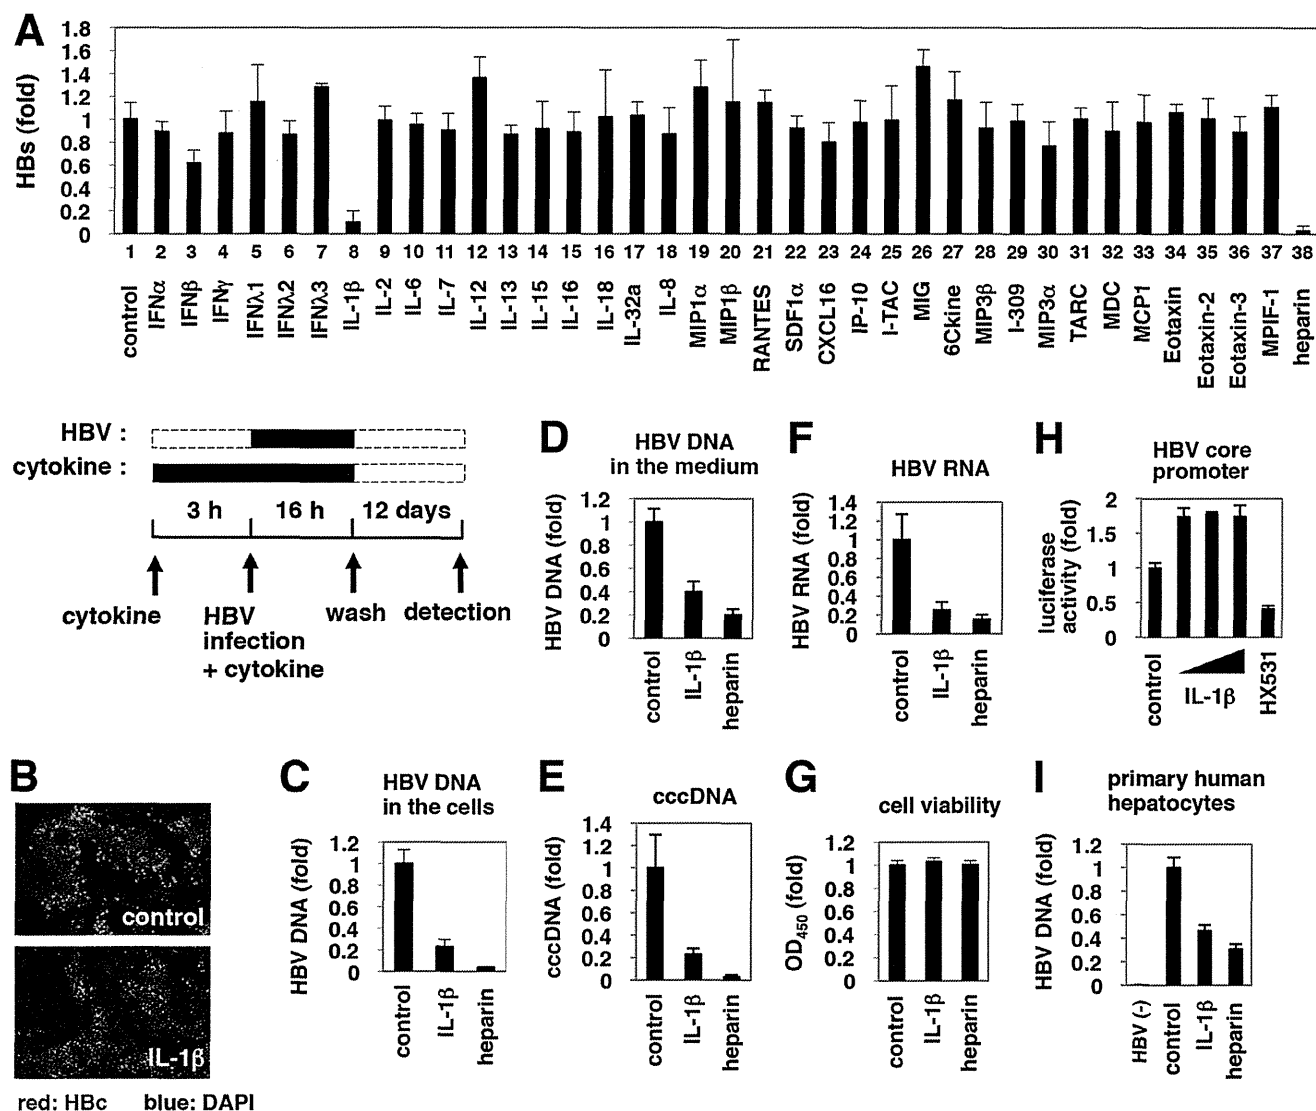 A
HBs (fold)
1.8
1.6
1.4
1.2
1
0.8
0.6
0.4
0.2
0
1 2 3 4 5 6 7 8 9 10 11 12 13 14 15 16 17 18 19 20 21 22 23 24 25 26 27 28 29 30 31 32 33 34 35 36 37 38
control
IFNα
IFNβ
IFNγ
IFNλ1
IFNλ2
IFNλ3
IL-1β
IL-2
IL-6
IL-7
IL-12
IL-13
IL-15
IL-16
IL-18
IL-32a
IL-8
MIP1α
MIP1β
RANTES
SDF1α
CXCL16
IP-10
I-TAC
MIG
6Ckine
MIP3β
I-309
MIP3α
TARC
MDC
MCP1
Eotaxin
Eotaxin-2
Eotaxin-3
MPIF-1
heparin
HBV :
cytokine :
3 h 16 h 12 days
cytokine
HBV
infection
+ cytokine
wash
detection
B
control
IL-1β
red: HBc blue: DAPI
C
HBV DNA
in the cells
HBV DNA (fold)
1.2
1
0.8
0.6
0.4
0.2
0
control
IL-1β
heparin
D
HBV DNA
in the medium
HBV DNA (fold)
1.2
1
0.8
0.6
0.4
0.2
0
control
IL-1β
heparin
E
cccDNA
cccDNA (fold)
1.4
1.2
1
0.8
0.6
0.4
0.2
0
control
IL-1β
heparin
F
HBV RNA
HBV RNA (fold)
1.4
1.2
1
0.8
0.6
0.4
0.2
0
control
IL-1β
heparin
G
cell viability
OD450 (fold)
1.2
1
0.8
0.6
0.4
0.2
0
control
IL-1β
heparin
H
HBV core
promoter
luciferase
activity (fold)
2
1.5
1
0.5
0
control
IL-1β
HX531
I
primary human
hepatocytes
HBV DNA (fold)
1.2
1
0.8
0.6
0.4
0.2
0
HBV (-)
control
IL-1β
heparin